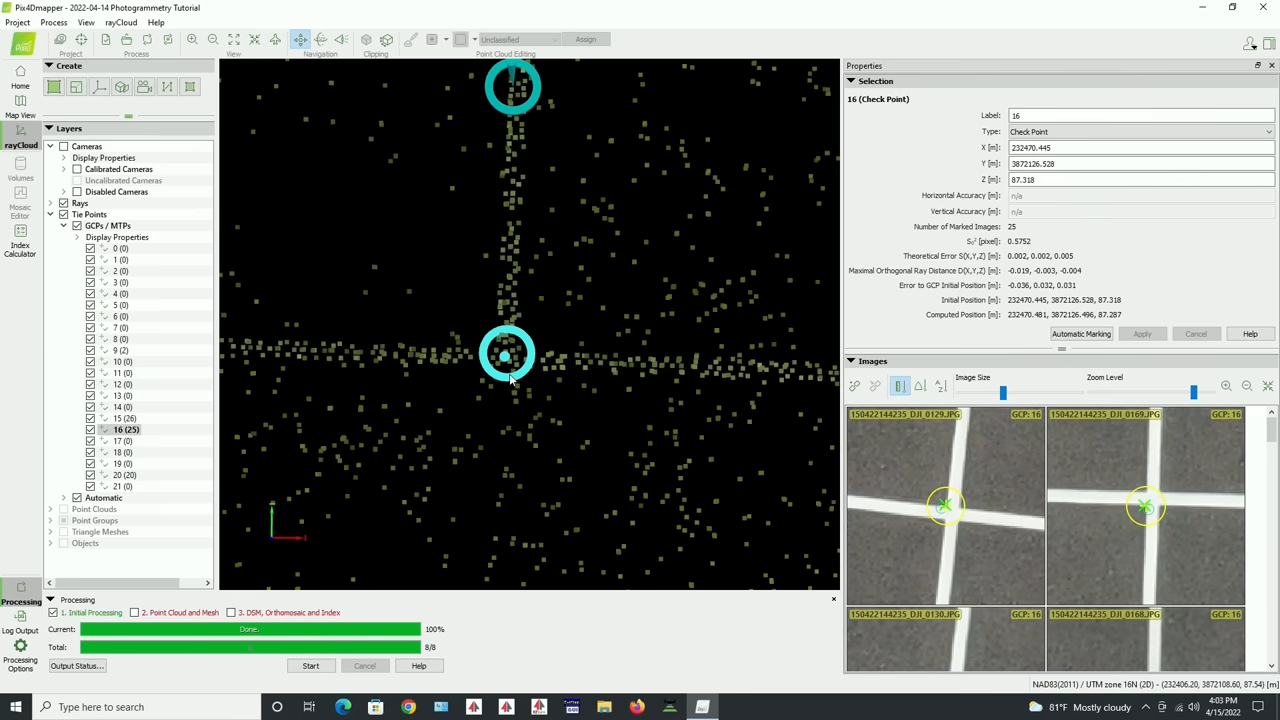 Pix4Dmapper - 2022-04-14 Photogrammetry Tutorial
Project Process View rayCloud Help
Project
Process
View
Navigation
Clipping
Unclassified
Assign
Point Cloud Editing
Home
Map View
rayCloud
Volumes
Mosaic
Editor
Index
Calculator
Create
Layers
Cameras
Display Properties
Calibrated Cameras
Uncalibrated Cameras
Disabled Cameras
Rays
Tie Points
GCPs / MTPs
Display Properties
0 (0)
1 (0)
2 (0)
3 (0)
4 (0)
5 (0)
6 (0)
7 (0)
8 (0)
9 (2)
10 (0)
11 (0)
12 (0)
13 (0)
14 (0)
15 (26)
16 (25)
17 (0)
18 (0)
19 (0)
20 (20)
21 (0)
Automatic
Point Clouds
Point Groups
Triangle Meshes
Objects
Properties
Selection
16 (Check Point)
Label: 16
Type: Check Point
X [m]: 232470.445
Y [m]: 3872126.528
Z [m]: 87.318
Horizontal Accuracy [m]: n/a
Vertical Accuracy [m]: n/a
Number of Marked Images: 25
S₀² [pixel]: 0.5752
Theoretical Error S(X,Y,Z) [m]: 0.002, 0.002, 0.005
Maximal Orthogonal Ray Distance D(X,Y,Z) [m]: -0.019, -0.003, -0.004
Error to GCP Initial Position [m]: -0.036, 0.032, 0.031
Initial Position [m]: 232470.445, 3872126.528, 87.318
Computed Position [m]: 232470.481, 3872126.496, 87.287
Automatic Marking Apply Cancel Help
Images
Image Size Zoom Level
150422144235_DJI_0129.JPG GCP: 16
150422144235_DJI_0169.JPG GCP: 16
150422144235_DJI_0130.JPG GCP: 16
150422144235_DJI_0168.JPG GCP: 16
Processing
Log Output
Processing
Options
Processing
1. Initial Processing 2. Point Cloud and Mesh 3. DSM, Orthomosaic and Index
Current: Done. 100%
Total: 8/8
Output Status... Start Cancel Help
NAD83(2011) / UTM zone 16N (2D) - (232406.20, 3872108.60, 87.54) [m]
Type here to search
81°F Mostly cloudy
4:03 PM
4/15/2022